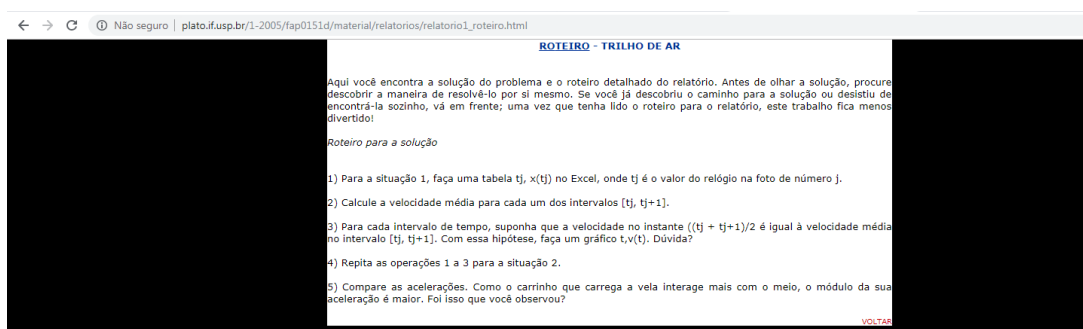 Não seguro | plato.if.usp.br/1-2005/fap0151d/material/relatorios/relatorio1_roteiro.html
ROTEIRO - TRILHO DE AR
Aqui você encontra a solução do problema e o roteiro detalhado do relatório. Antes de olhar a solução, procure
descobrir a maneira de resolvê-lo por si mesmo. Se você já descobriu o caminho para a solução ou desistiu de
encontrá-la sozinho, vá em frente; uma vez que tenha lido o roteiro para o relatório, este trabalho fica menos
divertido!
Roteiro para a solução
1) Para a situação 1, faça uma tabela tj, x(tj) no Excel, onde tj é o valor do relógio na foto de número j.
2) Calcule a velocidade média para cada um dos intervalos [tj, tj+1].
3) Para cada intervalo de tempo, suponha que a velocidade no instante ((tj + tj+1)/2 é igual à velocidade média
no intervalo [tj, tj+1]. Com essa hipótese, faça um gráfico t,v(t). Dúvida?
4) Repita as operações 1 a 3 para a situação 2.
5) Compare as acelerações. Como o carrinho que carrega a vela interage mais com o meio, o módulo da sua
aceleração é maior. Foi isso que você observou?
VOLTAR